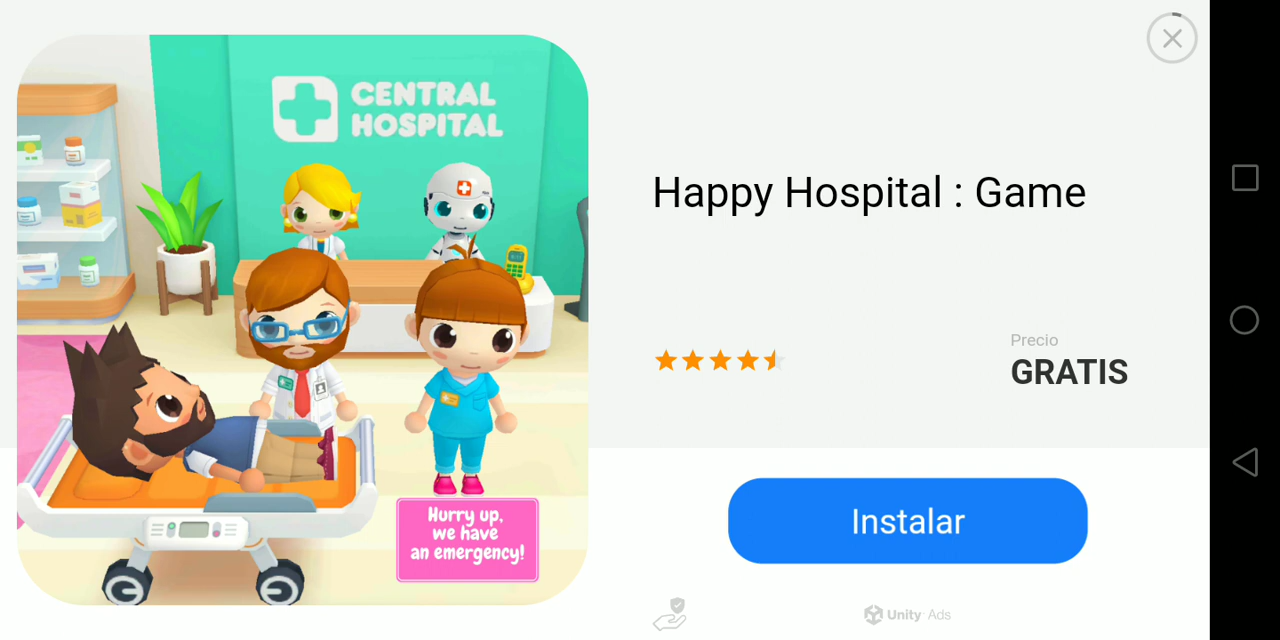 CENTRAL
HOSPITAL
Hurry up,
we have
an emergency!
Happy Hospital : Game
Precio
GRATIS
Instalar
Unity Ads